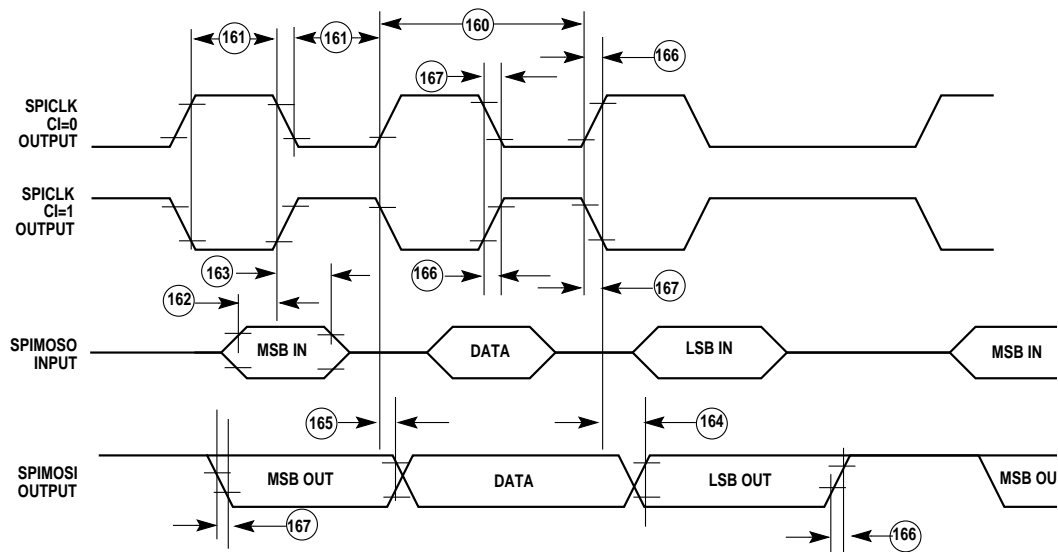 161
161
160
166
167
SPICLK
CI=0
OUTPUT
SPICLK
CI=1
OUTPUT
163
166
167
162
SPIMOSO
INPUT
MSB IN
DATA
LSB IN
MSB IN
165
164
SPIMOSI
OUTPUT
MSB OUT
DATA
LSB OUT
MSB OU
167
166